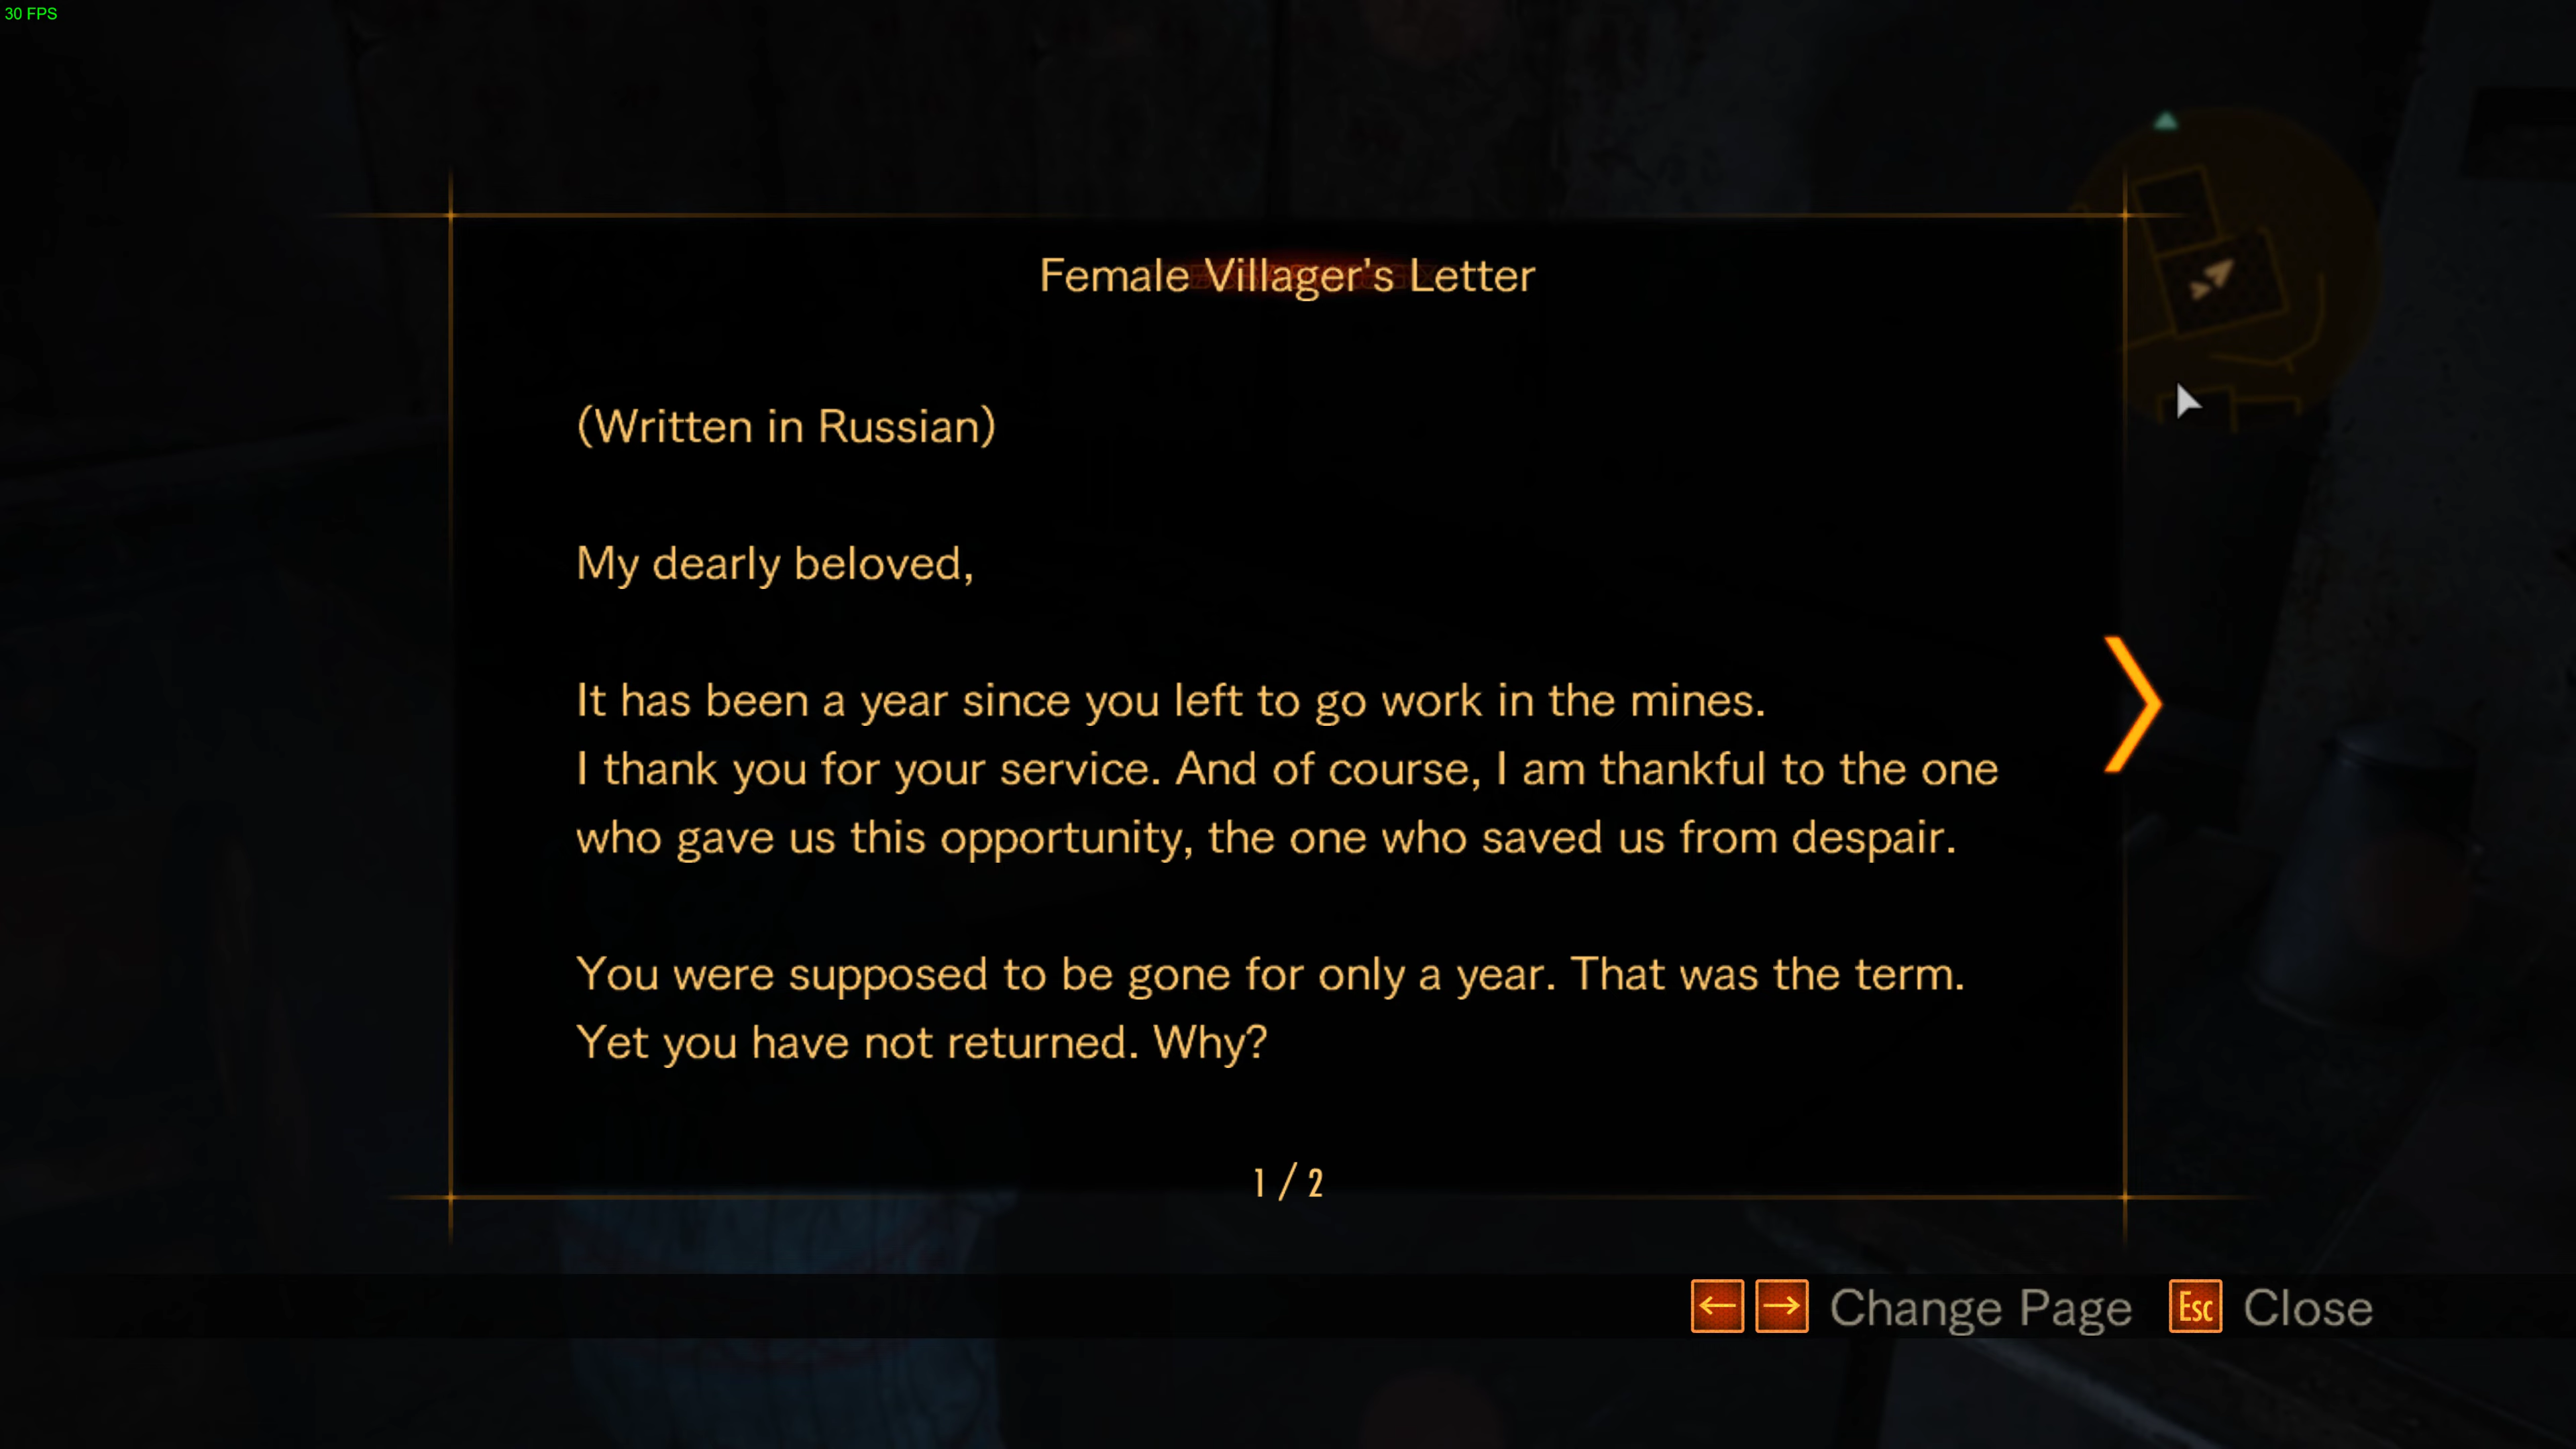 30 FPS
Female Villager's Letter
(Written in Russian)
My dearly beloved,
It has been a year since you left to go work in the mines.
I thank you for your service. And of course, I am thankful to the one
who gave us this opportunity, the one who saved us from despair.
You were supposed to be gone for only a year. That was the term.
Yet you have not returned. Why?
1 / 2
← → Change Page Esc Close